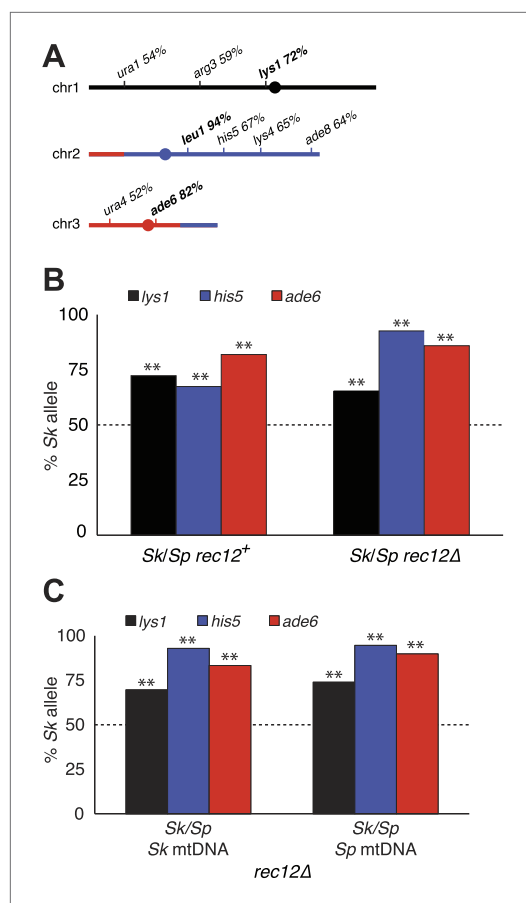 A
ura1 54%
arg3 59%
lys1 72%
chr1
leu1 94%
his5 67%
lys4 65%
ade8 64%
chr2
ura4 52%
ade6 82%
chr3
B
lys1 his5 ade6
100
75
50
25
0
% Sk allele
** ** ** ** ** **
Sk/Sp rec12+ Sk/Sp rec12Δ
C
lys1 his5 ade6
100
75
50
25
0
% Sk allele
** ** ** ** ** **
Sk/Sp Sk/Sp
Sk mtDNA Sp mtDNA
rec12Δ